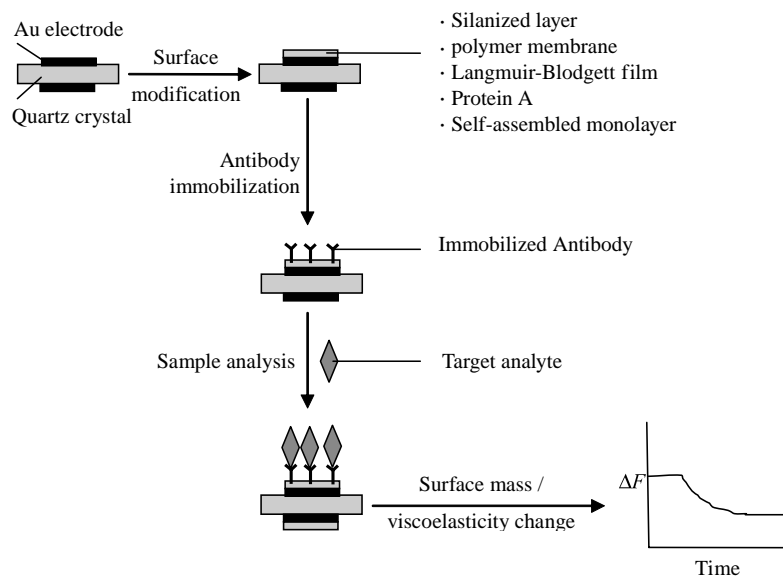 Au electrode
Quartz crystal
Surface
modification
· Silanized layer
· polymer membrane
· Langmuir-Blodgett film
· Protein A
· Self-assembled monolayer
Antibody
immobilization
Immobilized Antibody
Sample analysis
Target analyte
Surface mass /
viscoelasticity change
ΔF
Time